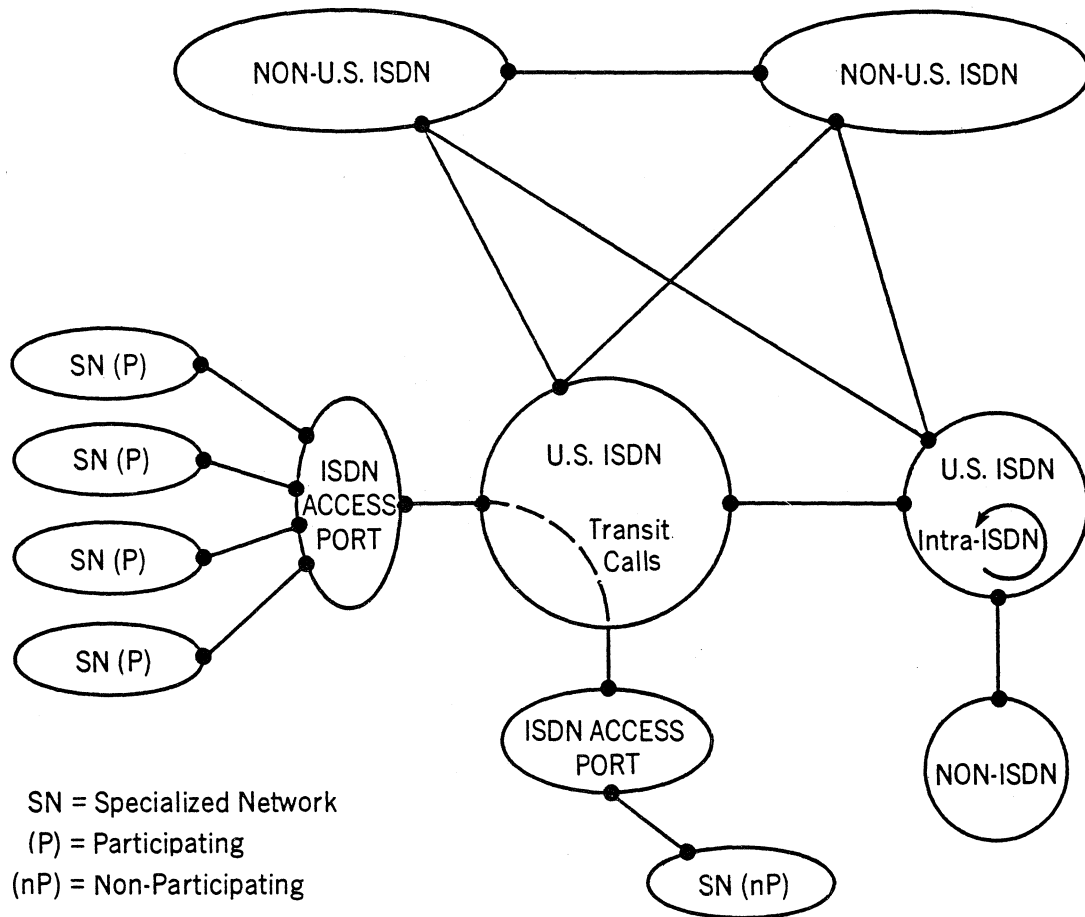 NON-U.S. ISDN
NON-U.S. ISDN
SN (P)
SN (P)
SN (P)
SN (P)
ISDN
ACCESS
PORT
U.S. ISDN
Transit
Calls
U.S. ISDN
Intra-ISDN
ISDN ACCESS
PORT
NON-ISDN
SN (nP)
SN = Specialized Network
(P) = Participating
(nP) = Non-Participating